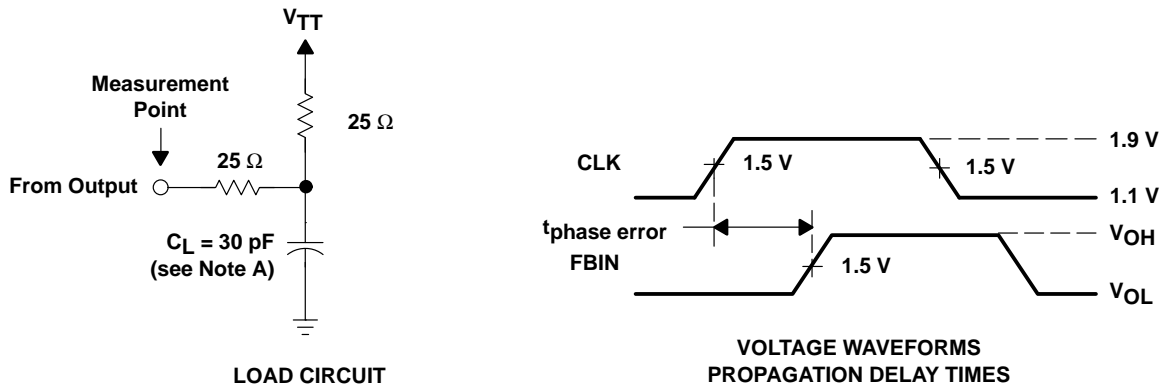 VTT
Measurement
Point
25 Ω
25 Ω
From Output
CL = 30 pF
(see Note A)
LOAD CIRCUIT
CLK
1.5 V
1.5 V
1.9 V
1.1 V
tphase error
FBIN
1.5 V
VOH
VOL
VOLTAGE WAVEFORMS
PROPAGATION DELAY TIMES